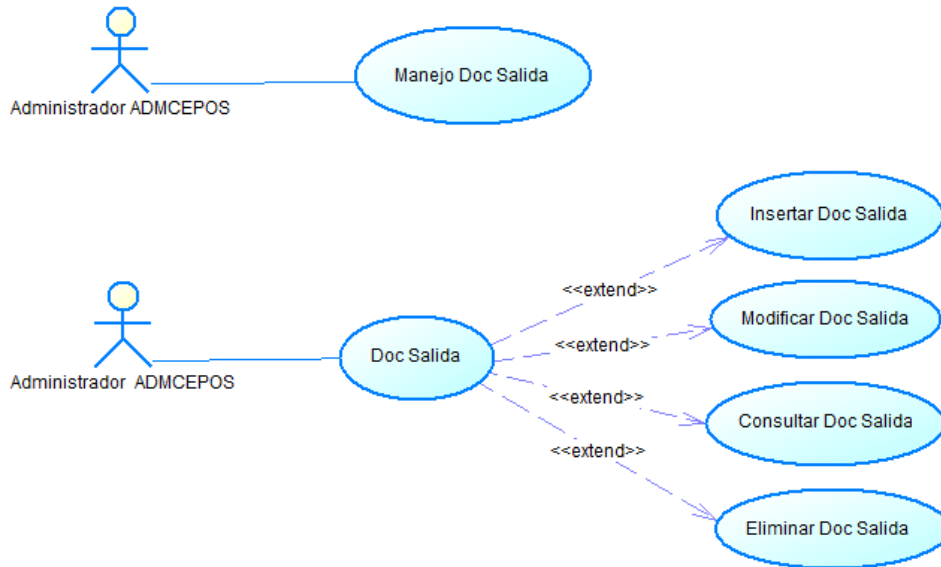 Manejo Doc Salida
Administrador ADMCEPOS
Insertar Doc Salida
<<extend>>
Modificar Doc Salida
<<extend>>
Doc Salida
Administrador ADMCEPOS
<<extend>>
Consultar Doc Salida
<<extend>>
Eliminar Doc Salida